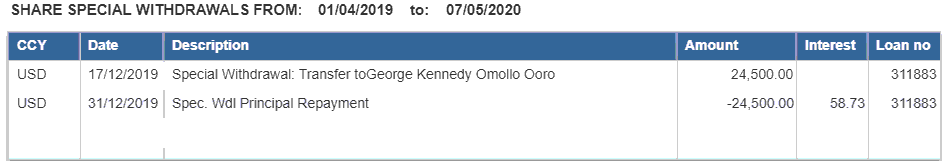 SHARE SPECIAL WITHDRAWALS FROM: 01/04/2019 to: 07/05/2020
CCY Date Description Amount Interest Loan no
USD 17/12/2019 Special Withdrawal: Transfer toGeorge Kennedy Omollo Ooro 24,500.00 311883
USD 31/12/2019 Spec. Wdl Principal Repayment -24,500.00 58.73 311883